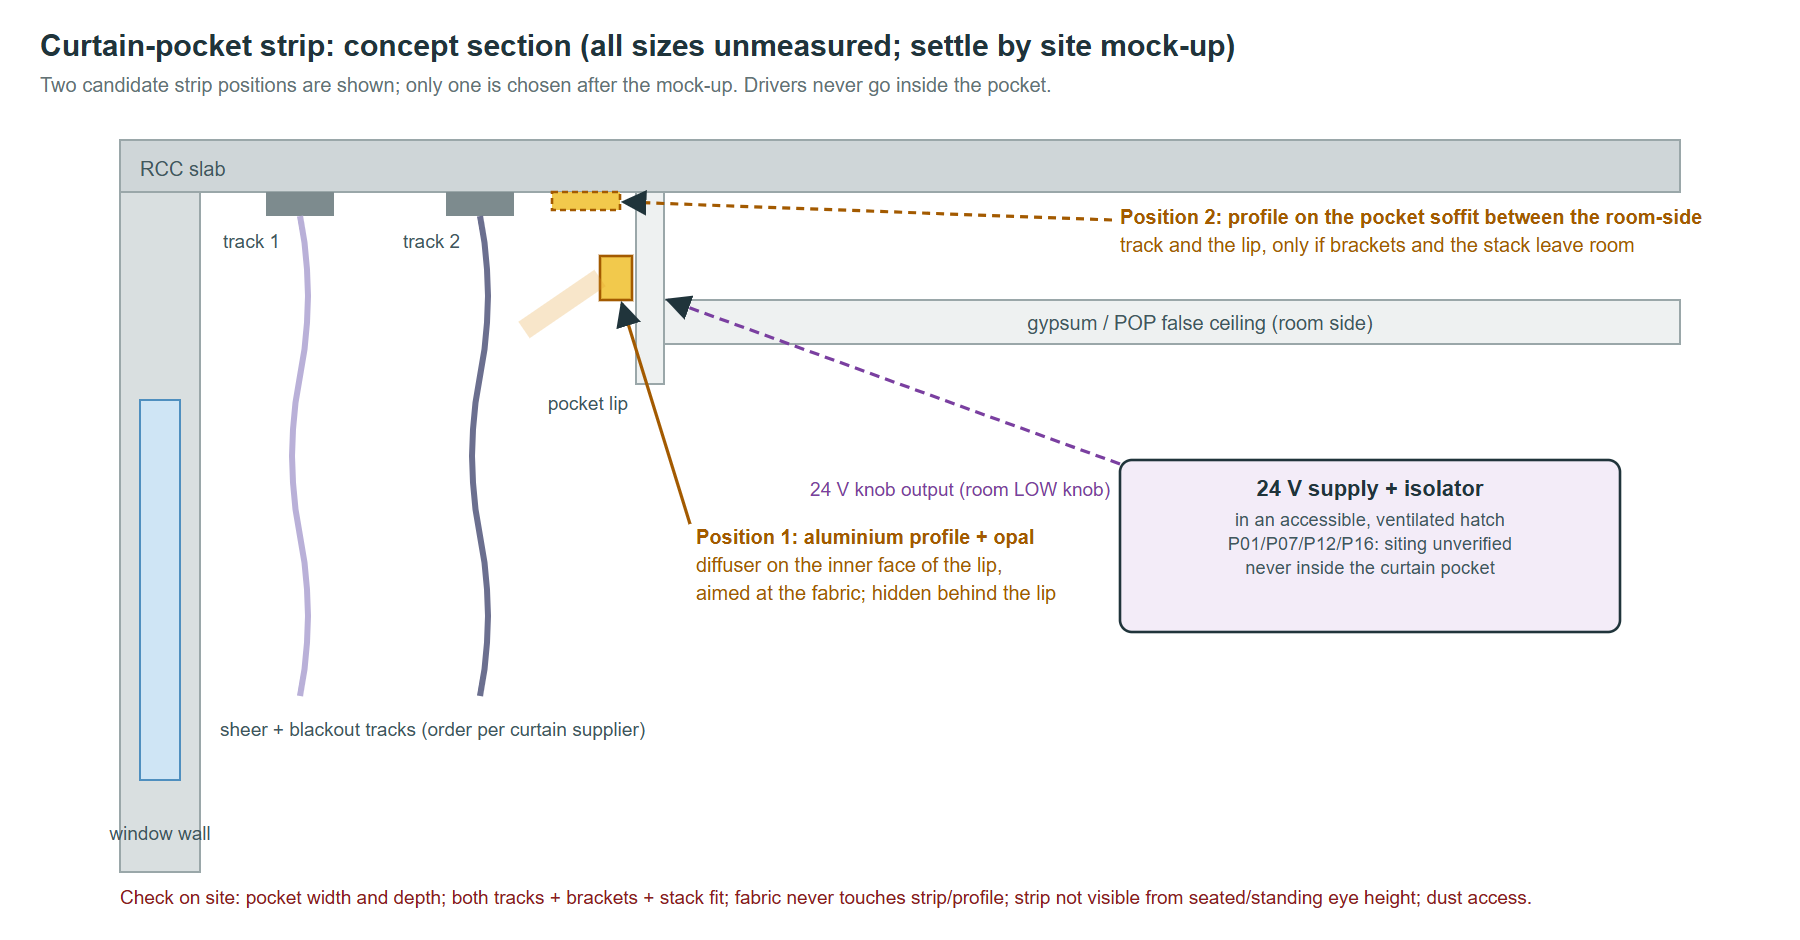 Curtain-pocket strip: concept section (all sizes unmeasured; settle by site mock-up)
Two candidate strip positions are shown; only one is chosen after the mock-up. Drivers never go inside the pocket.
RCC slab
track 1
track 2
Position 2: profile on the pocket soffit between the room-side
track and the lip, only if brackets and the stack leave room
gypsum / POP false ceiling (room side)
pocket lip
24 V knob output (room LOW knob)
24 V supply + isolator
in an accessible, ventilated hatch
P01/P07/P12/P16: siting unverified
never inside the curtain pocket
Position 1: aluminium profile + opal
diffuser on the inner face of the lip,
aimed at the fabric; hidden behind the lip
sheer + blackout tracks (order per curtain supplier)
window wall
Check on site: pocket width and depth; both tracks + brackets + stack fit; fabric never touches strip/profile; strip not visible from seated/standing eye height; dust access.